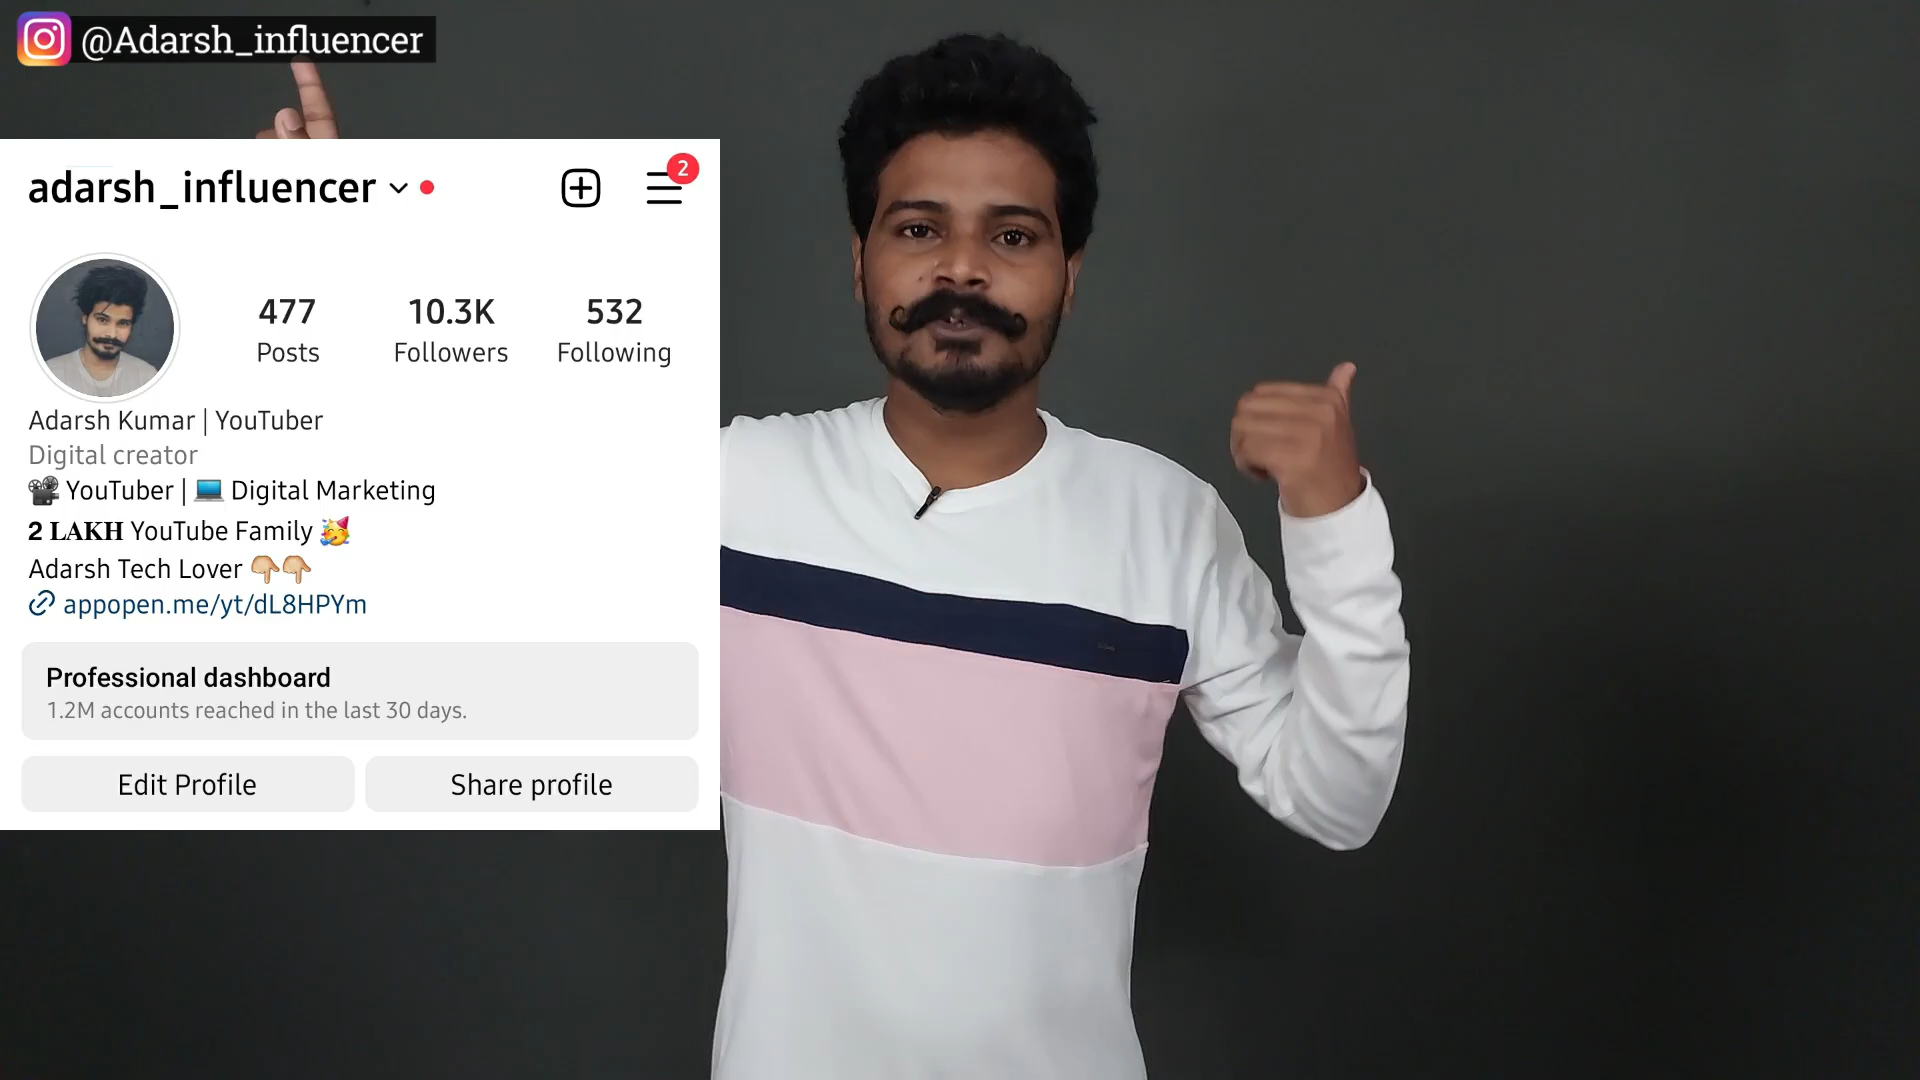 @Adarsh_influencer
adarsh_influencer
2
477
10.3K
532
Posts
Followers
Following
Adarsh Kumar | YouTuber
Digital creator
YouTuber | Digital Marketing
2 LAKH YouTube Family
Adarsh Tech Lover
appopen.me/yt/dL8HPYm
Professional dashboard
1.2M accounts reached in the last 30 days.
Edit Profile
Share profile